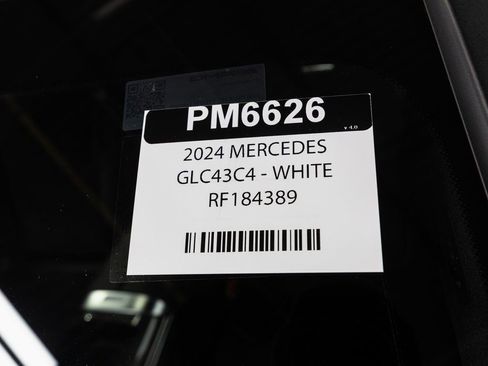 PM6626
v 4.0
2024 MERCEDES
GLC43C4 - WHITE
RF184389